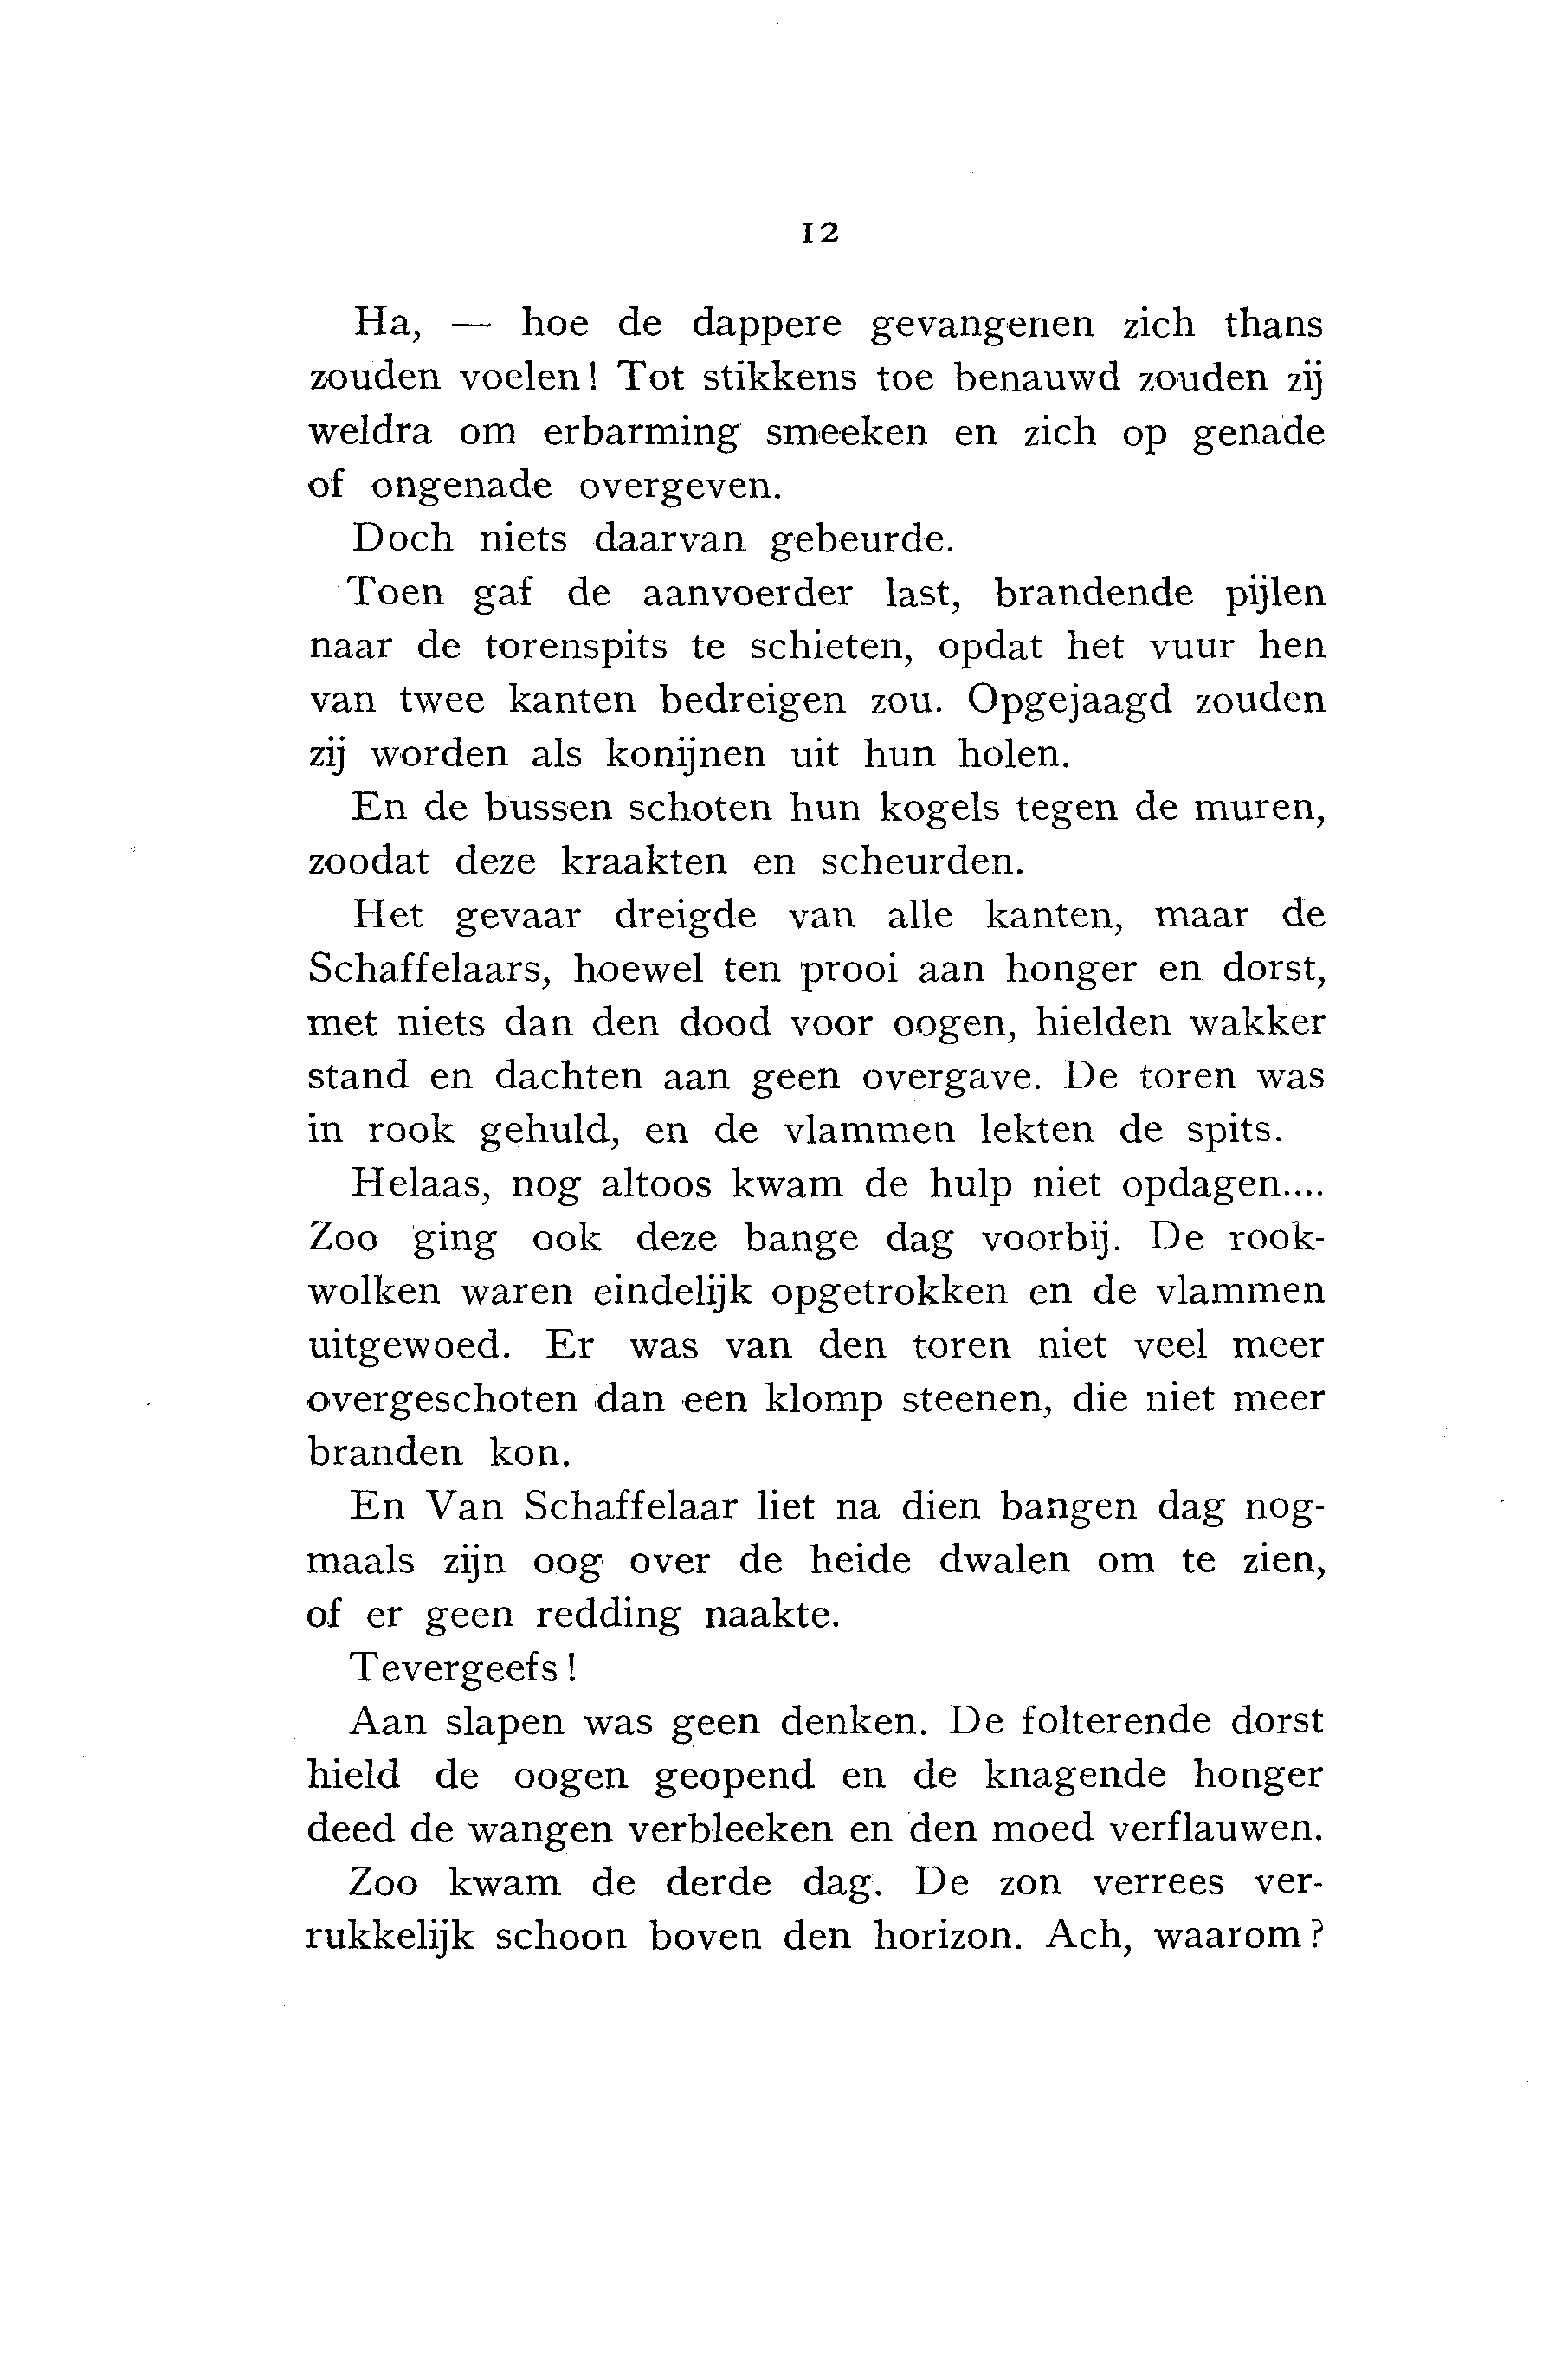 12
Ha, — hoe de dappere gevangenen zich thans
zouden voelen! Tot stikkens toe benauwd zouden zij
weldra om erbarming smeeken en zich op genade
of ongenade overgeven.
Doch niets daarvan gebeurde.
Toen gaf de aanvoerder last, brandende pijlen
naar de torenspits te schieten, opdat het vuur hen
van twee kanten bedreigen zou. Opgejaagd zouden
zij worden als konijnen uit hun holen.
En de bussen schoten hun kogels tegen de muren,
zoodat deze kraakten en scheurden.
Het gevaar dreigde van alle kanten, maar de
Schaffelaars, hoewel ten prooi aan honger en dorst,
met niets dan den dood voor oogen, hielden wakker
stand en dachten aan geen overgave. De toren was
in rook gehuld, en de vlammen lekten de spits.
Helaas, nog altoos kwam de hulp niet opdagen....
Zoo ging ook deze bange dag voorbij. De rook-
wolken waren eindelijk opgetrokken en de vlammen
uitgewoed. Er was van den toren niet veel meer
overgeschoten dan een klomp steenen, die niet meer
branden kon.
En Van Schaffelaar liet na dien bangen dag nog-
maals zijn oog over de heide dwalen om te zien,
of er geen redding naakte.
Tevergeefs!
Aan slapen was geen denken. De folterende dorst
hield de oogen geopend en de knagende honger
deed de wangen verbleeken en den moed verflauwen.
Zoo kwam de derde dag. De zon verrees ver-
rukkelijk schoon boven den horizon. Ach, waarom?